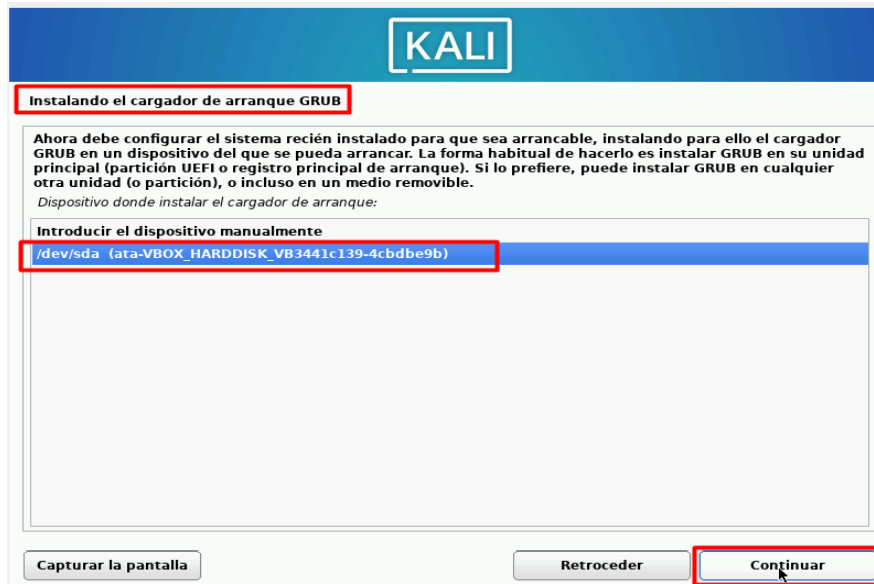 KALI
Instalando el cargador de arranque GRUB
Ahora debe configurar el sistema recién instalado para que sea arrancable, instalando para ello el cargador
GRUB en un dispositivo del que se pueda arrancar. La forma habitual de hacerlo es instalar GRUB en su unidad
principal (partición UEFI o registro principal de arranque). Si lo prefiere, puede instalar GRUB en cualquier
otra unidad (o partición), o incluso en un medio removible.
Dispositivo donde instalar el cargador de arranque:
Introducir el dispositivo manualmente
/dev/sda (ata-VBOX_HARDDISK_VB3441c139-4cbdbe9b)
Capturar la pantalla
Retroceder
Continuar